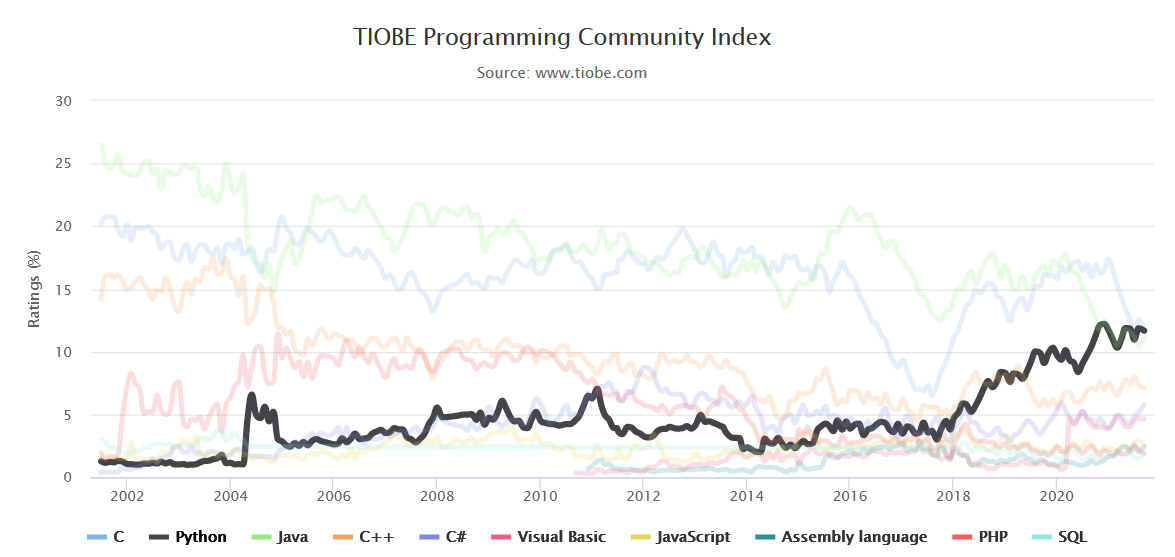 TIOBE Programming Community Index
Source: www.tiobe.com
Ratings (%)
30
25
20
15
10
5
0
2002 2004 2006 2008 2010 2012 2014 2016 2018 2020
C Python Java C++ C# Visual Basic JavaScript Assembly language PHP SQL